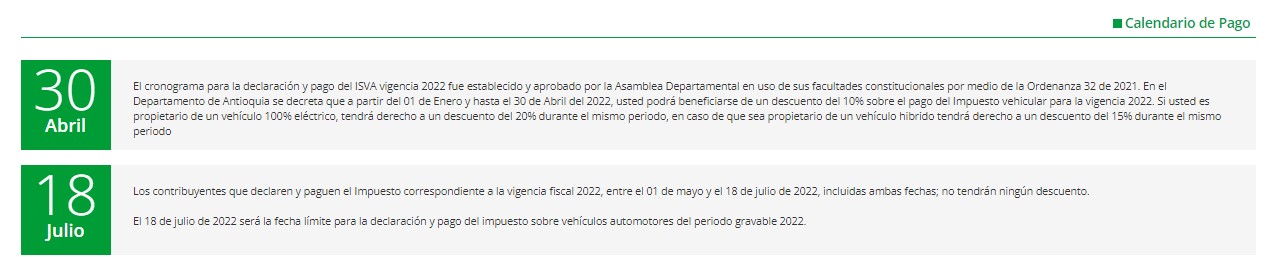 Calendario de Pago
30
Abril
El cronograma para la declaración y pago del ISVA vigencia 2022 fue establecido y aprobado por la Asamblea Departamental en uso de sus facultades constitucionales por medio de la Ordenanza 32 de 2021. En el
Departamento de Antioquia se decreta que a partir del 01 de Enero y hasta el 30 de Abril del 2022, usted podrá beneficiarse de un descuento del 10% sobre el pago del Impuesto vehicular para la vigencia 2022. Si usted es
propietario de un vehículo 100% eléctrico, tendrá derecho a un descuento del 20% durante el mismo periodo, en caso de que sea propietario de un vehículo hibrido tendrá derecho a un descuento del 15% durante el mismo
periodo
18
Julio
Los contribuyentes que declaren y paguen el Impuesto correspondiente a la vigencia fiscal 2022, entre el 01 de mayo y el 18 de julio de 2022, incluidas ambas fechas; no tendrán ningún descuento.
El 18 de julio de 2022 será la fecha límite para la declaración y pago del impuesto sobre vehículos automotores del periodo gravable 2022.